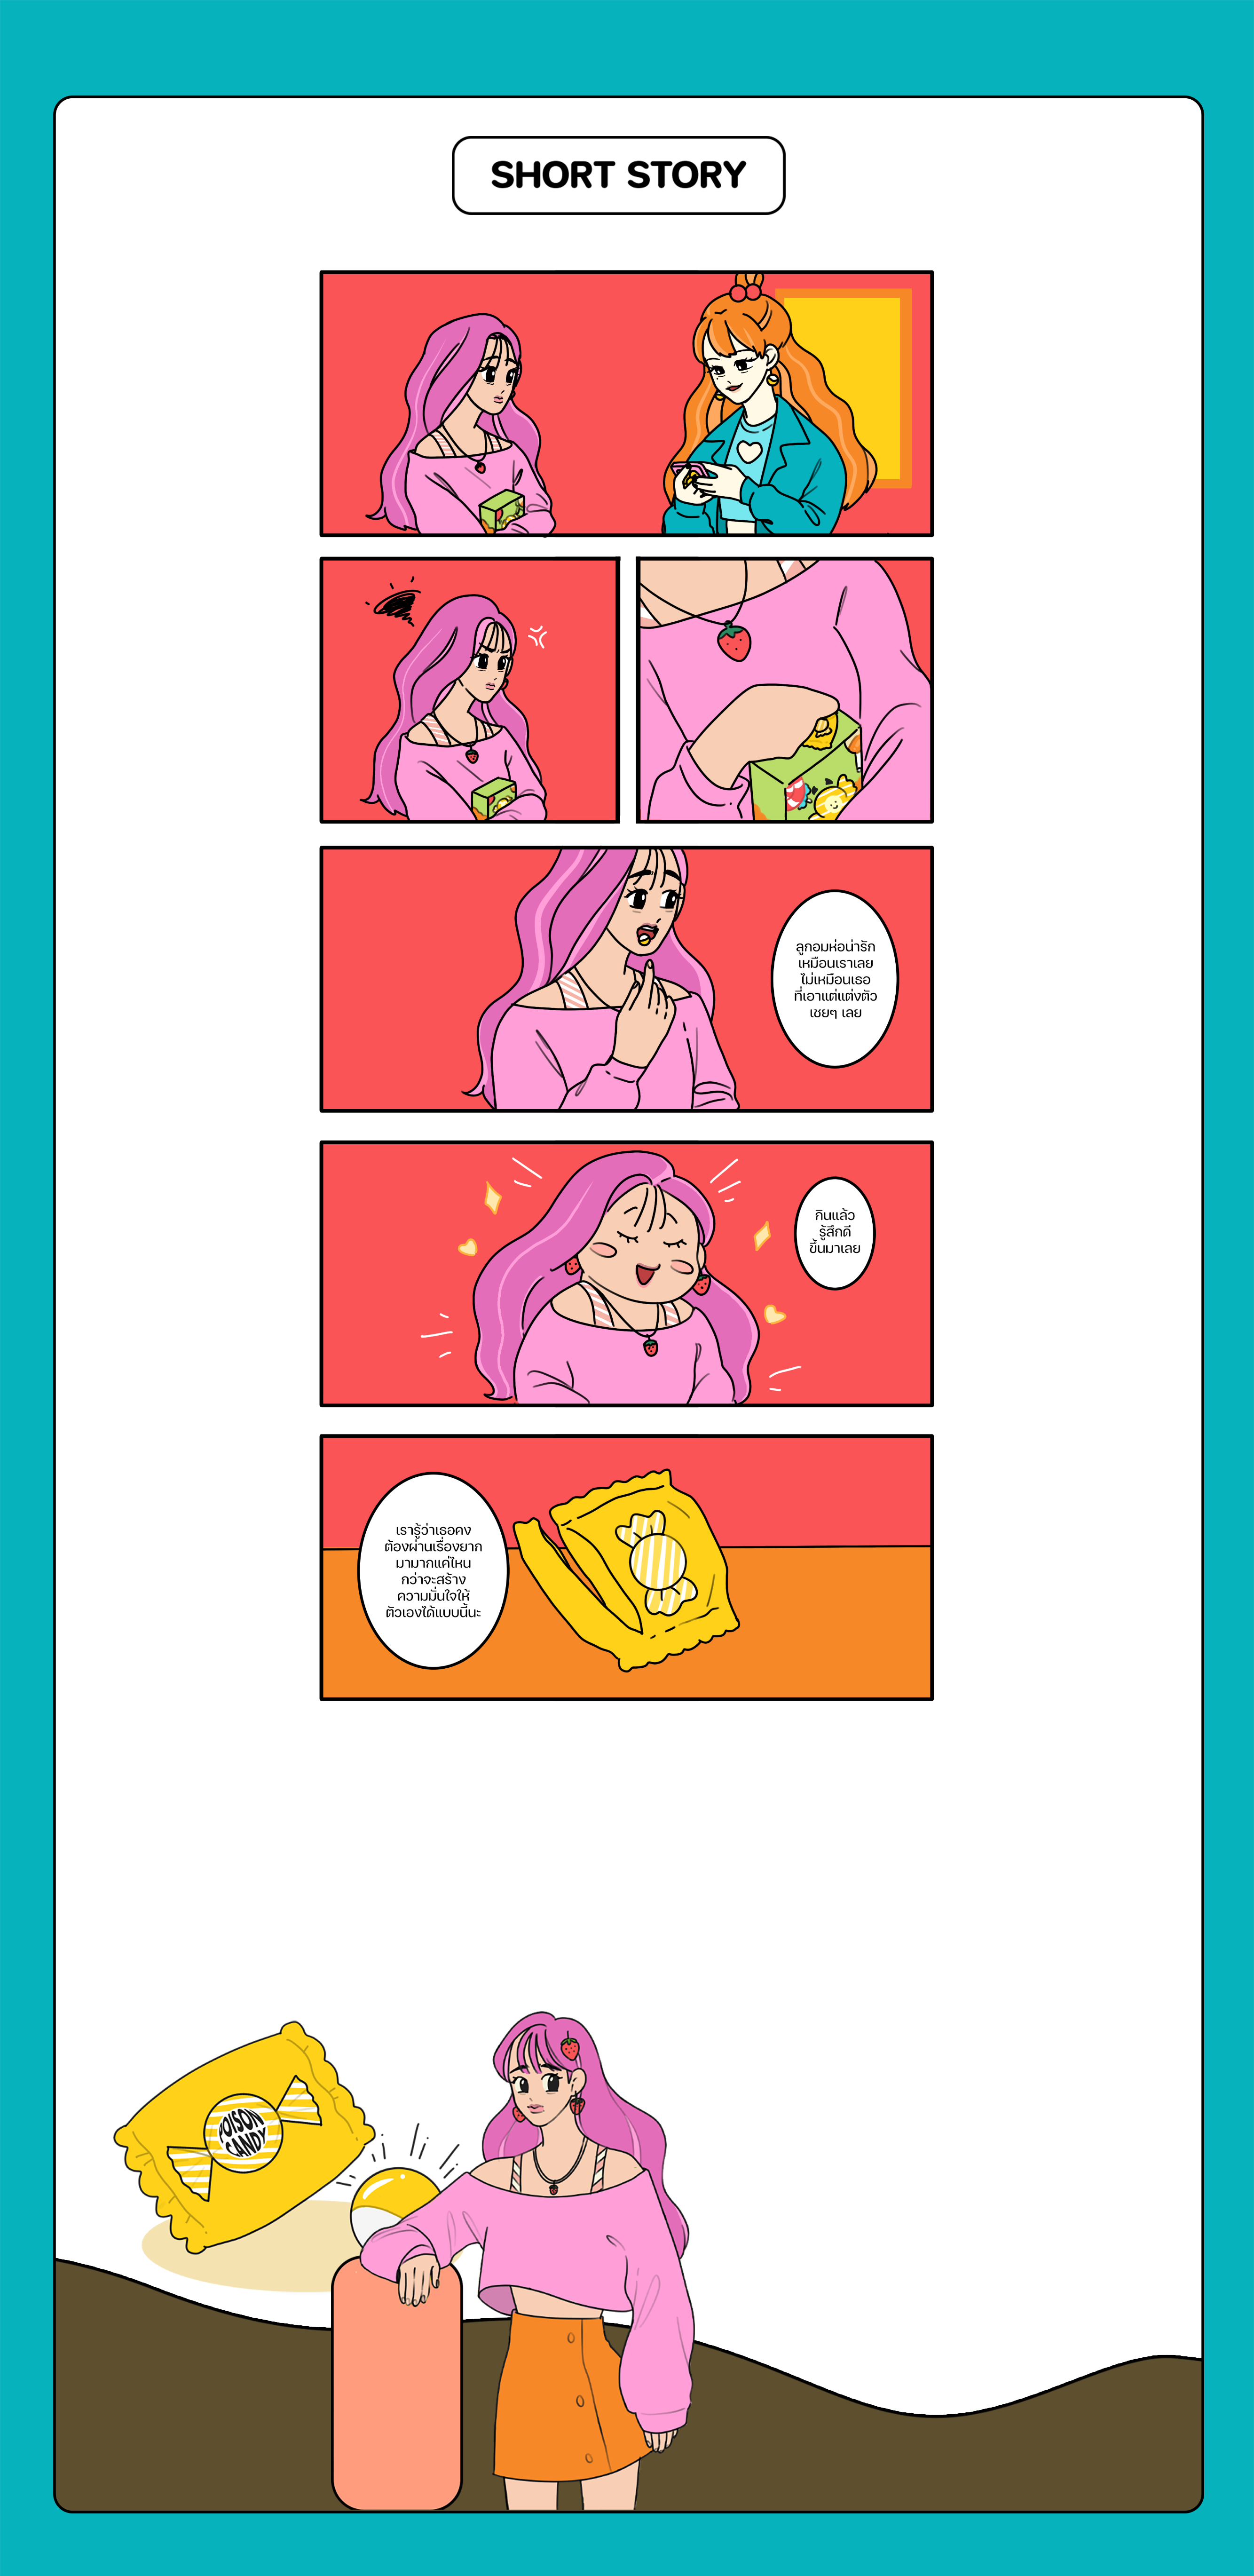 SHORT STORY
ลูกอมห่อน่ารัก
เหมือนเราเลย
ไม่เหมือนเธอ
ที่เอาแต่แต่งตัว
เชยๆ เลย
กินแล้ว
รู้สึกดี
ขึ้นมาเลย
เรารู้ว่าเธอคง
ต้องผ่านเรื่องยาก
มามากแค่ไหน
กว่าจะสร้าง
ความมั่นใจให้
ตัวเองได้แบบนี้นะ
POISON
CANDY